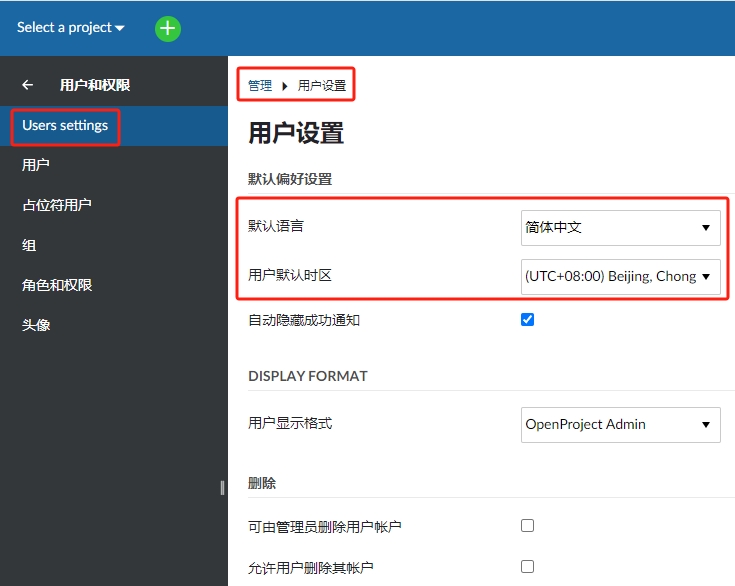 Select a project
用户和权限
Users settings
用户
占位符用户
组
角色和权限
头像
管理 用户设置
用户设置
默认偏好设置
默认语言 简体中文
用户默认时区 (UTC+08:00) Beijing, Chong
自动隐藏成功通知
DISPLAY FORMAT
用户显示格式 OpenProject Admin
删除
可由管理员删除用户帐户
允许用户删除其帐户